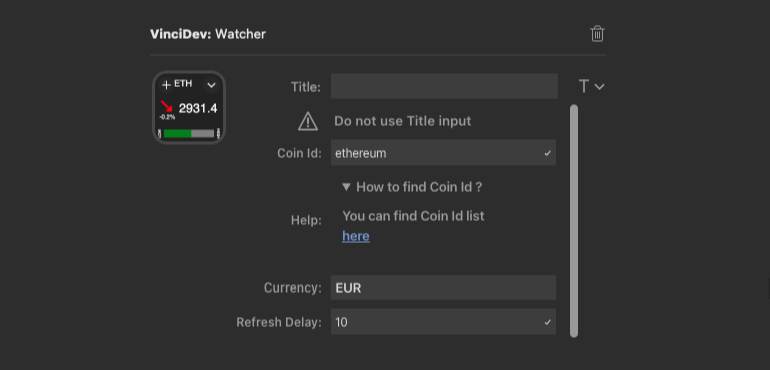 VinciDev: Watcher
+ ETH
2931.4
-0.2%
Title:
T
Do not use Title input
Coin Id: ethereum
▼ How to find Coin Id ?
Help: You can find Coin Id list
here
Currency: EUR
Refresh Delay: 10